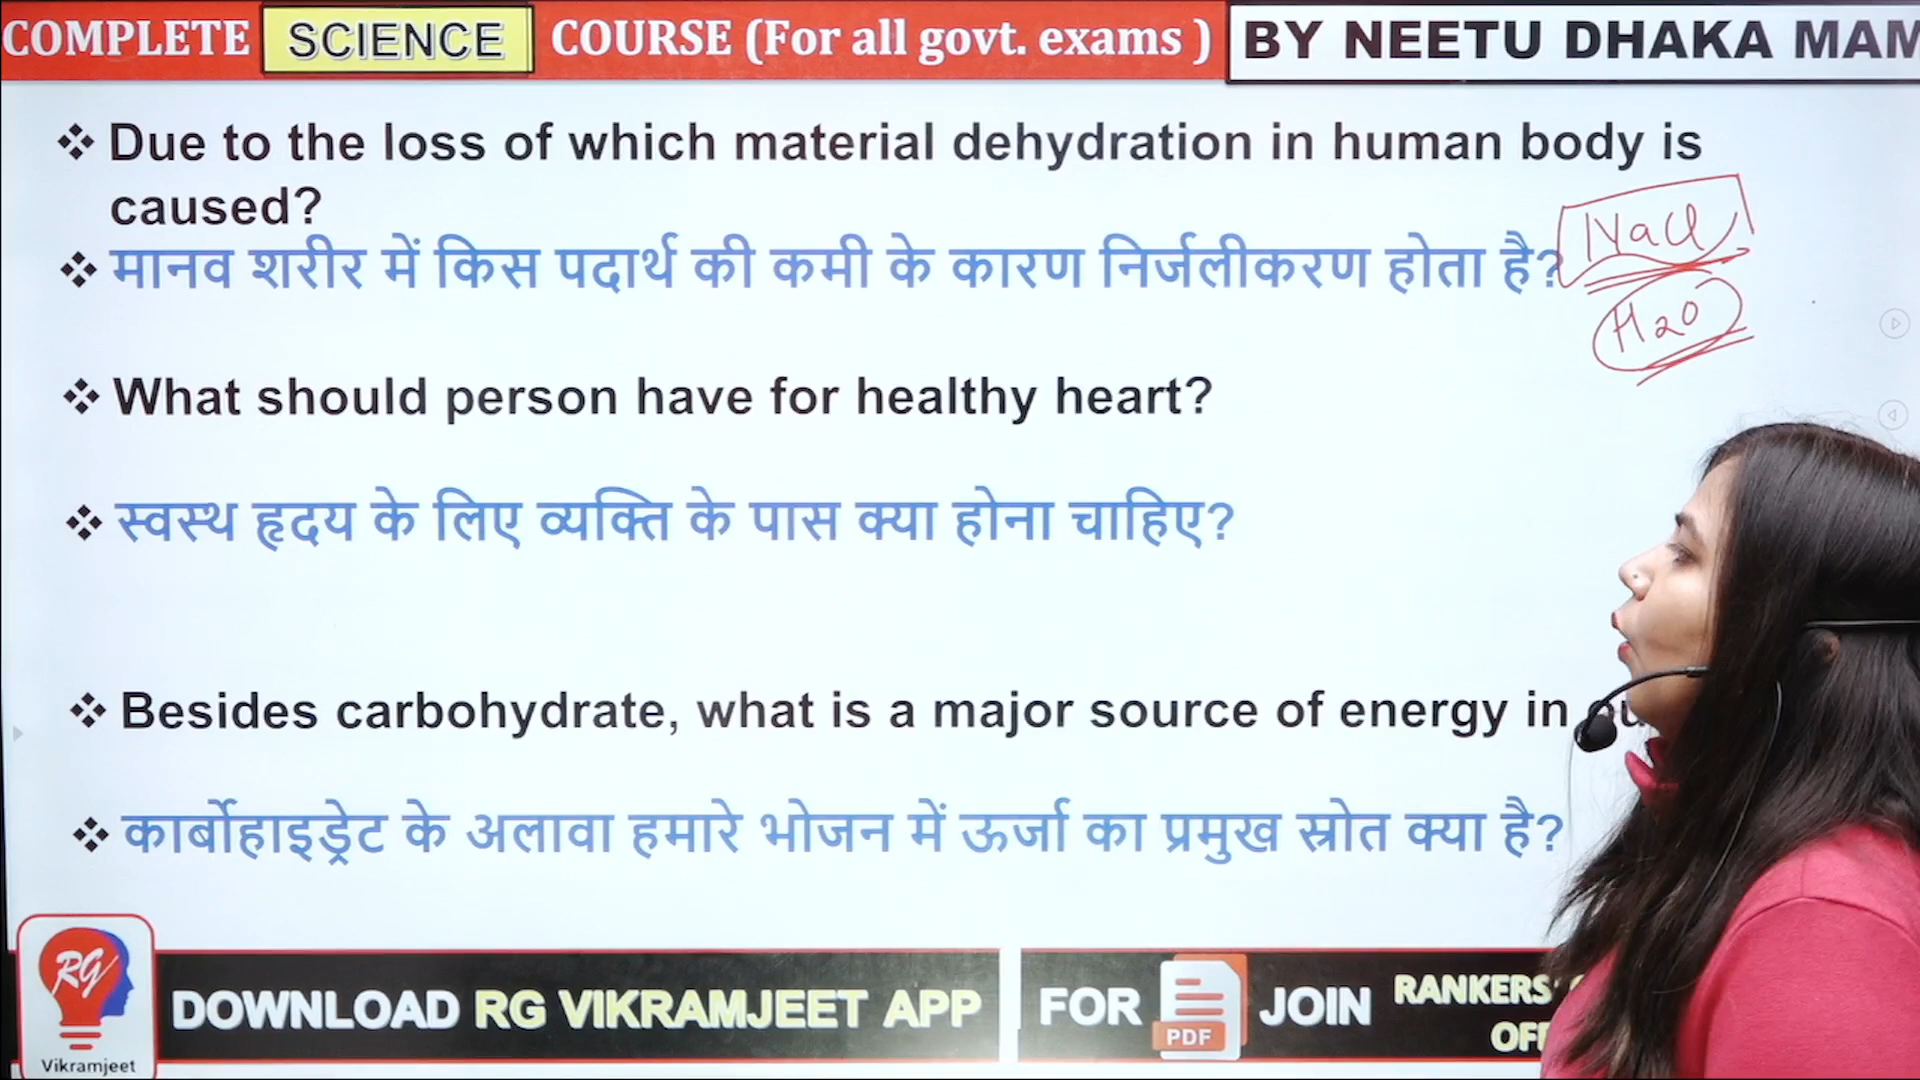 COMPLETE SCIENCE COURSE (For all govt. exams ) BY NEETU DHAKA MAM
❖ Due to the loss of which material dehydration in human body is
caused?
❖ मानव शरीर में किस पदार्थ की कमी के कारण निर्जलीकरण होता है?
NaCl
H2O
❖ What should person have for healthy heart?
❖ स्वस्थ हृदय के लिए व्यक्ति के पास क्या होना चाहिए?
❖ Besides carbohydrate, what is a major source of energy in
❖ कार्बोहाइड्रेट के अलावा हमारे भोजन में ऊर्जा का प्रमुख स्रोत क्या है?
RG
Vikramjeet
DOWNLOAD RG VIKRAMJEET APP
FOR PDF JOIN RANKERS'